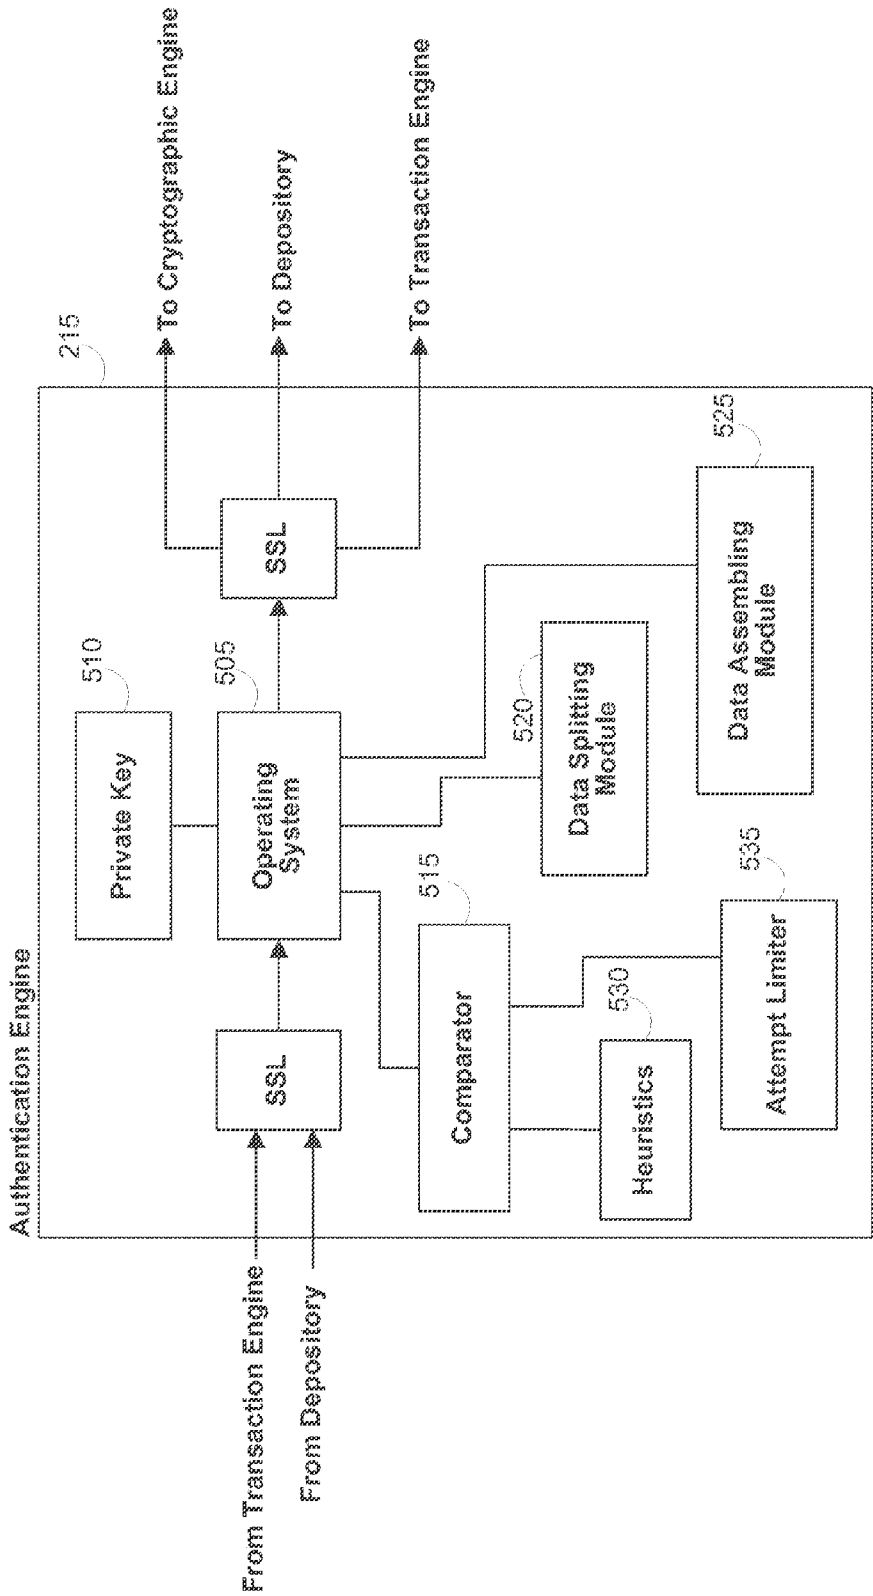 Authentication Engine
215
From Transaction Engine
From Depository
SSL
Private Key
510
Operating
System
505
SSL
To Cryptographic Engine
To Depository
To Transaction Engine
Comparator
515
Heuristics
530
Attempt Limiter
535
Data Splitting
Module
520
Data Assembling
Module
525